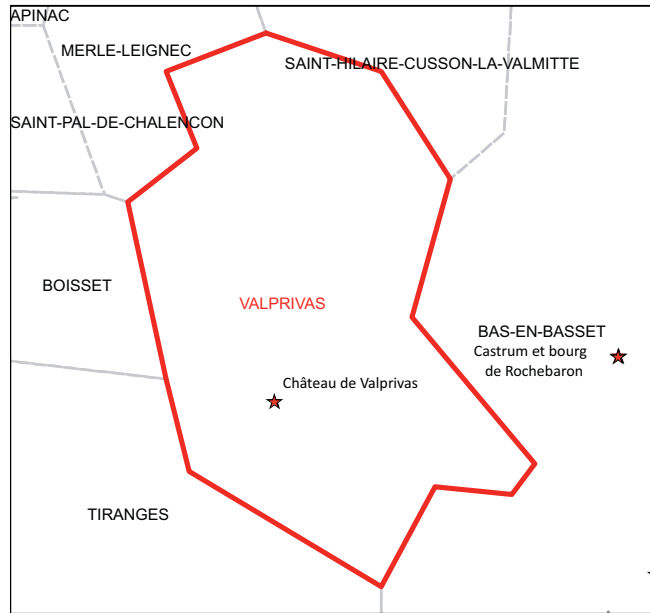 APINAC
MERLE-LEIGNEC
SAINT-HILAIRE-CUSSON-LA-VALMITTE
SAINT-PAL-DE-CHALENCON
BOISSET
VALPRIVAS
BAS-EN-BASSET
Castrum et bourg
de Rochebaron
Château de Valprivas
TIRANGES